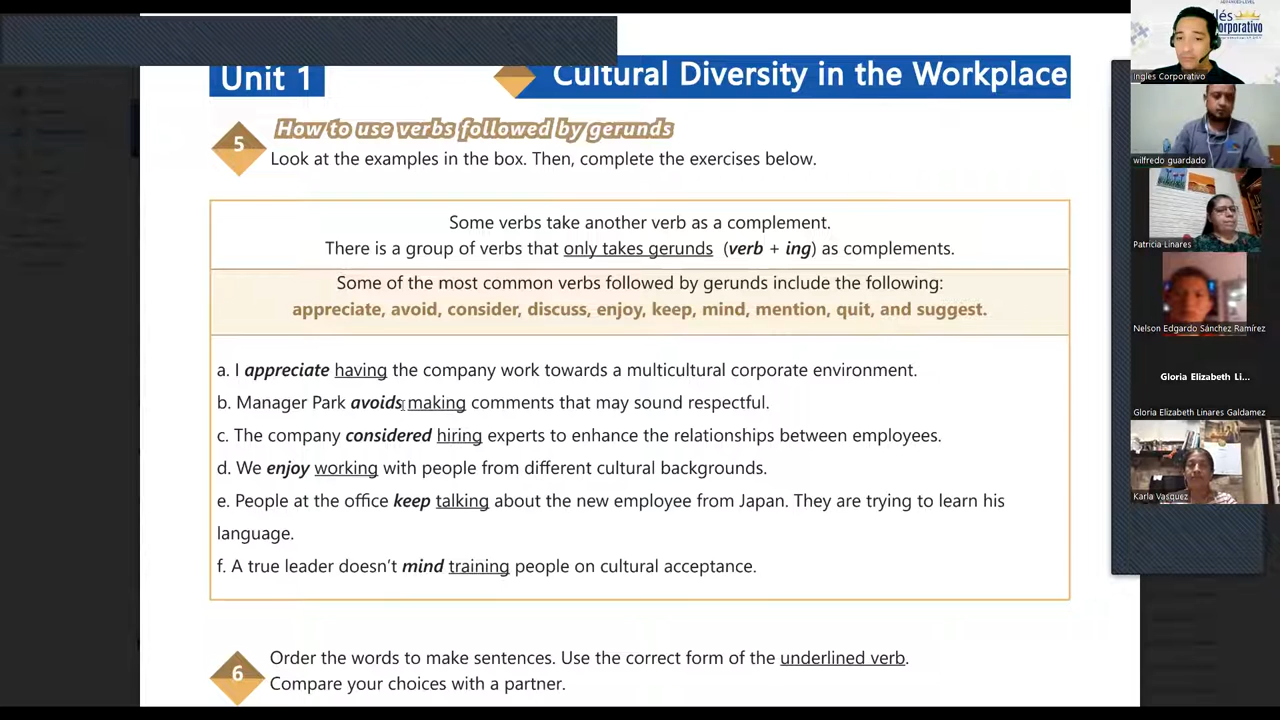 Unit 1
Cultural Diversity in the Workplace
5
How to use verbs followed by gerunds
Look at the examples in the box. Then, complete the exercises below.
Some verbs take another verb as a complement.
There is a group of verbs that only takes gerunds (verb + ing) as complements.
Some of the most common verbs followed by gerunds include the following:
appreciate, avoid, consider, discuss, enjoy, keep, mind, mention, quit, and suggest.
a. I appreciate having the company work towards a multicultural corporate environment.
b. Manager Park avoids making comments that may sound respectful.
c. The company considered hiring experts to enhance the relationships between employees.
d. We enjoy working with people from different cultural backgrounds.
e. People at the office keep talking about the new employee from Japan. They are trying to learn his
language.
f. A true leader doesn't mind training people on cultural acceptance.
6
Order the words to make sentences. Use the correct form of the underlined verb.
Compare your choices with a partner.
Ingles Corporativo
wilfredo guardado
Patricia Linares
Nelson Edgardo Sánchez Ramírez
Gloria Elizabeth Li...
Gloria Elizabeth Linares Galdamez
Karla Vasquez